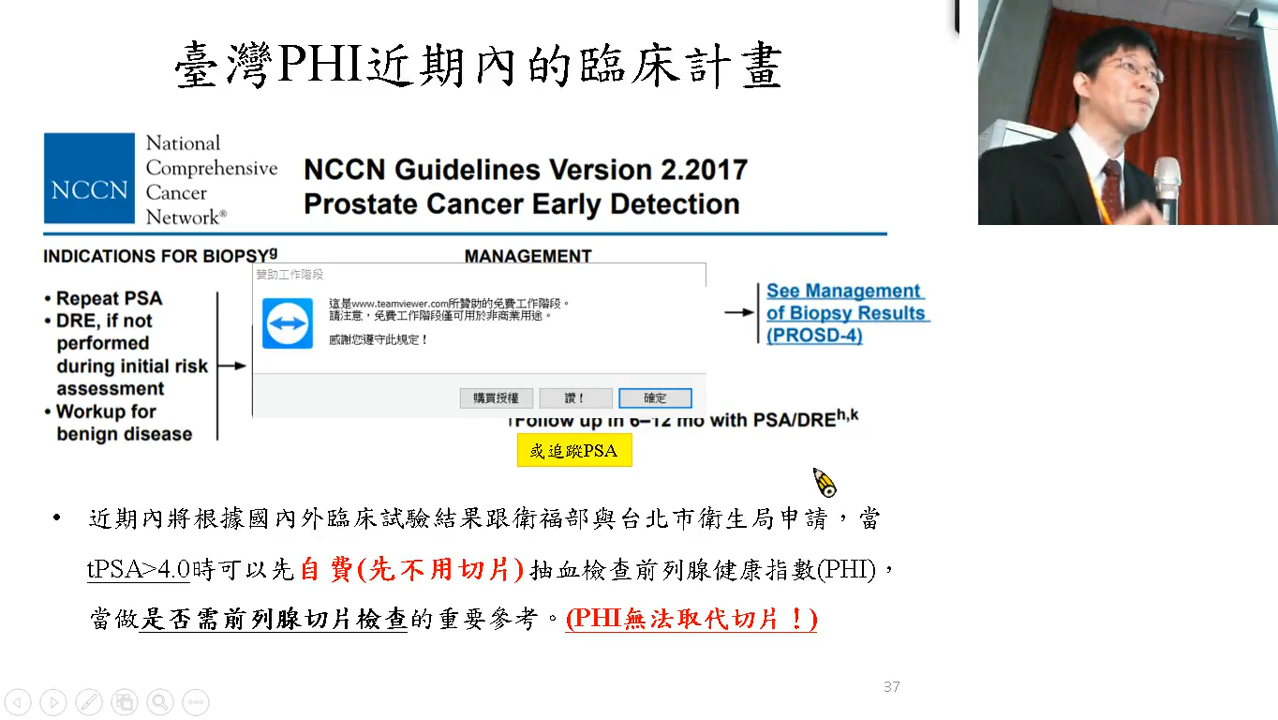 臺灣PHI近期內的臨床計畫
NCCN
National
Comprehensive
Cancer
Network®
NCCN Guidelines Version 2.2017
Prostate Cancer Early Detection
INDICATIONS FOR BIOPSYg
• Repeat PSA
• DRE, if not
performed
during initial risk
assessment
• Workup for
benign disease
MANAGEMENT
贊助工作階段
這是www.teamviewer.com所贊助的免費工作階段。
請注意，免費工作階段僅可用於非商業用途。
感謝您遵守此規定！
購買授權
讚！
確定
See Management
of Biopsy Results
(PROSD-4)
Follow up in 6–12 mo with PSA/DREh,k
或追蹤PSA
• 近期內將根據國內外臨床試驗結果跟衛福部與台北市衛生局申請，當
tPSA>4.0時可以先自費(先不用切片)抽血檢查前列腺健康指數(PHI)，
當做是否需前列腺切片檢查的重要參考。(PHI無法取代切片！)
37